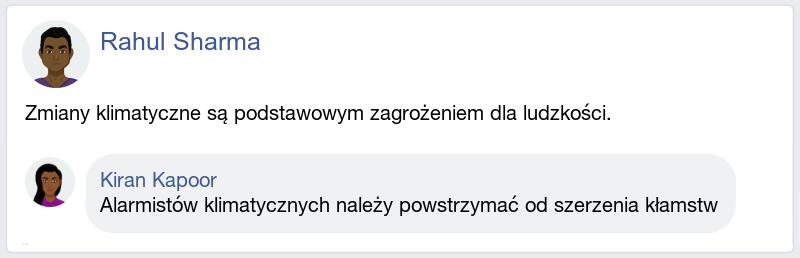 Rahul Sharma
Zmiany klimatyczne są podstawowym zagrożeniem dla ludzkości.
Kiran Kapoor
Alarmistów klimatycznych należy powstrzymać od szerzenia kłamstw